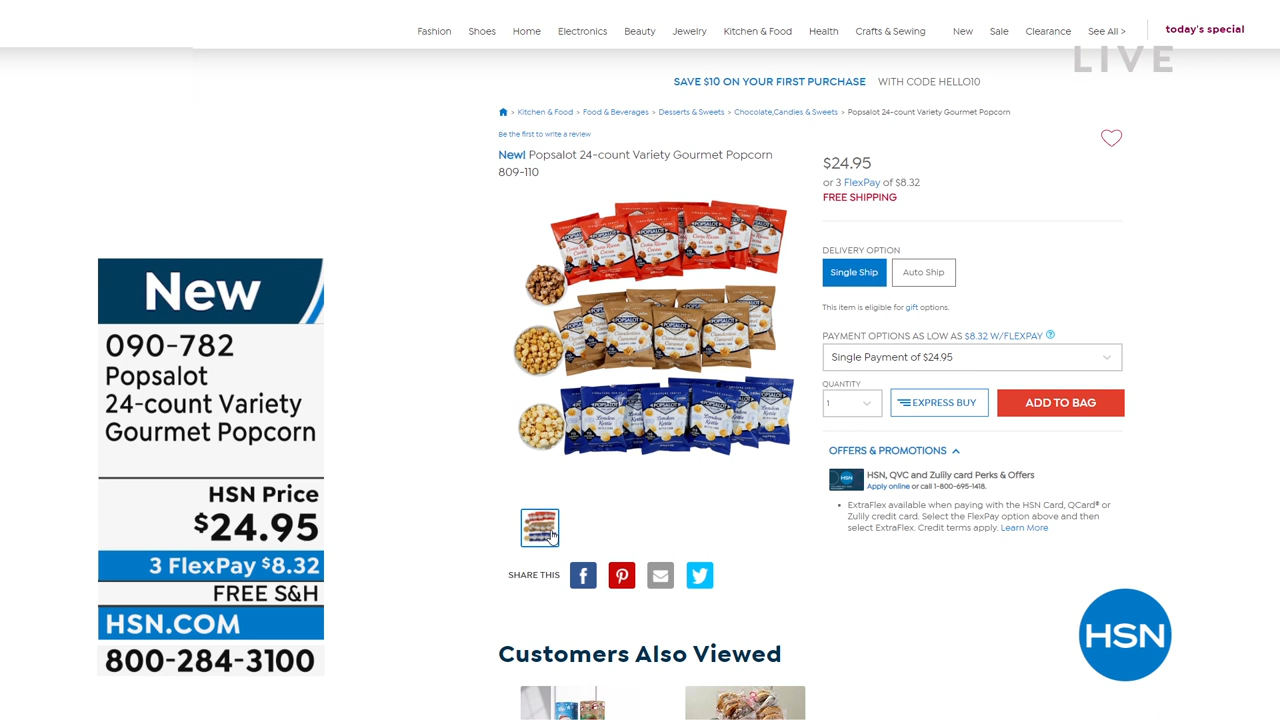 Fashion Shoes Home Electronics Beauty Jewelry Kitchen & Food Health Crafts & Sewing New Sale Clearance See All > today's special
LIVE
SAVE $10 ON YOUR FIRST PURCHASE WITH CODE HELLO10
> Kitchen & Food > Food & Beverages > Desserts & Sweets > Chocolate,Candies & Sweets > Popsalot 24-count Variety Gourmet Popcorn
Be the first to write a review
New! Popsalot 24-count Variety Gourmet Popcorn
809-110
$24.95
or 3 FlexPay of $8.32
FREE SHIPPING
DELIVERY OPTION
Single Ship Auto Ship
This item is eligible for gift options.
PAYMENT OPTIONS AS LOW AS $8.32 W/FLEXPAY ?
Single Payment of $24.95
QUANTITY
1 EXPRESS BUY ADD TO BAG
OFFERS & PROMOTIONS
HSN, QVC and Zulily card Perks & Offers
Apply online or call 1-800-695-1418.
• ExtraFlex available when paying with the HSN Card, QCard® or
Zulily credit card. Select the FlexPay option above and then
select ExtraFlex. Credit terms apply. Learn More
POPSALOT
POPSALOT
POPSALOT
London
Kettle
SHARE THIS
Customers Also Viewed
New
090-782
Popsalot
24-count Variety
Gourmet Popcorn
HSN Price
$24.95
3 FlexPay $8.32
FREE S&H
HSN.COM
800-284-3100
HSN